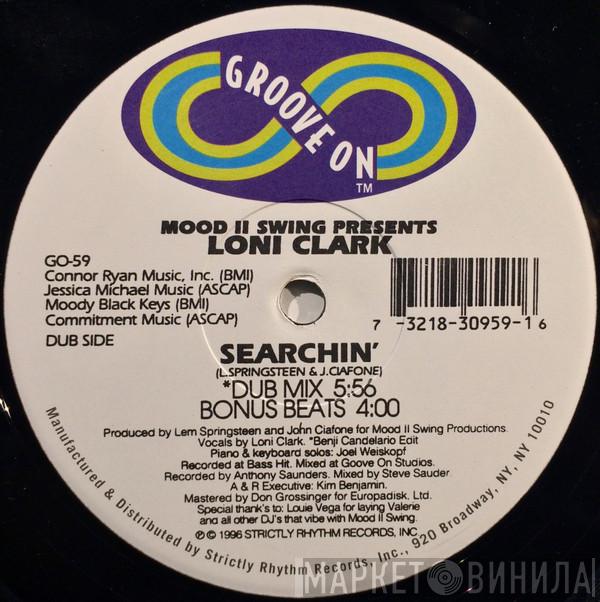 GROOVE ON
TM
MOOD II SWING PRESENTS
LONI CLARK
GO-59
Connor Ryan Music, Inc. (BMI)
Jessica Michael Music (ASCAP)
Moody Black Keys (BMI)
Commitment Music (ASCAP)
DUB SIDE
7 -3218-30959-1 6
SEARCHIN'
(L.SPRINGSTEEN & J.CIAFONE)
*DUB MIX 5:56
BONUS BEATS 4:00
Produced by Lem Springsteen and John Ciafone for Mood II Swing Productions.
Vocals by Loni Clark. *Benji Candelario Edit
Piano & keyboard solos: Joel Weiskopf
Recorded at Bass Hit. Mixed at Goove On Studios.
Recorded by Anthony Saunders. Mixed by Steve Sauder.
A & R Executive: Kim Benjamin.
Mastered by Don Grossinger for Europadisk, Ltd.
Special thank's to: Louie Vega for laying Valerie
and all other DJ's that vibe with Mood II Swing.
℗ © 1996 STRICTLY RHYTHM RECORDS, INC
Manufactured & Distributed by Strictly Rhythm Records, Inc., 920 Broadway, NY, NY 10010
МАРКЕТ ВИНИЛА